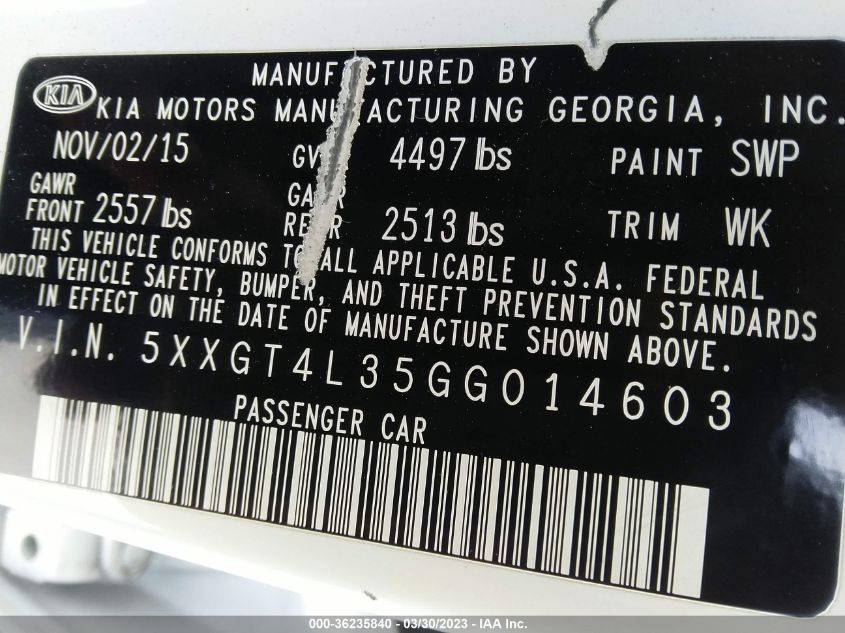 MANUFACTURED BY
KIA KIA MOTORS MANUFACTURING GEORGIA, INC.
NOV/02/15 GV 4497 lbs PAINT SWP
GAWR
FRONT 2557 lbs
GAWR
REAR 2513 lbs TRIM WK
THIS VEHICLE CONFORMS TO ALL APPLICABLE U.S.A. FEDERAL
MOTOR VEHICLE SAFETY, BUMPER, AND THEFT PREVENTION STANDARDS
IN EFFECT ON THE DATE OF MANUFACTURE SHOWN ABOVE.
V.I.N. 5XXGT4L35GG014603
PASSENGER CAR
000-36235840 - 03/30/2023 - IAA Inc.